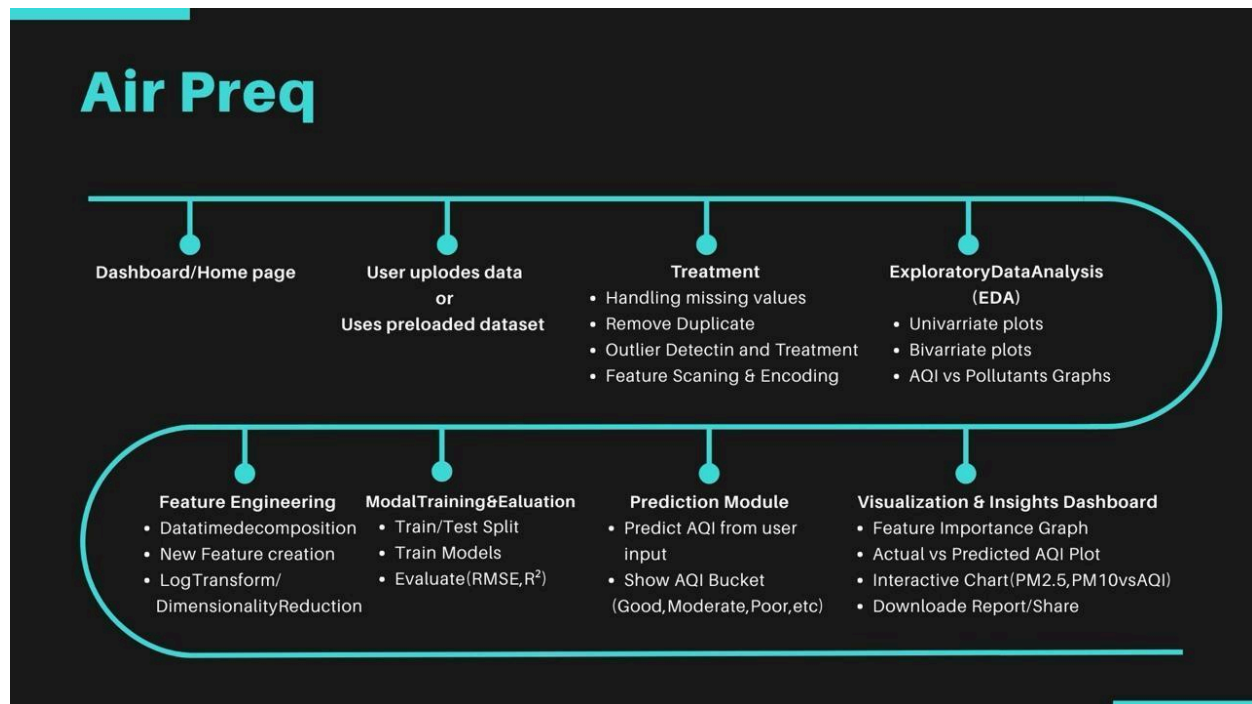 Air Preq
Dashboard/Home page
User uplodes data
or
Uses preloaded dataset
Treatment
• Handling missing values
• Remove Duplicate
• Outlier Detectin and Treatment
• Feature Scaning & Encoding
ExploratoryDataAnalysis
(EDA)
• Univarriate plots
• Bivarriate plots
• AQI vs Pollutants Graphs
Feature Engineering
• Datatimedecomposition
• New Feature creation
• LogTransform/
DimensionalityReduction
ModalTraining&Ealuation
• Train/Test Split
• Train Models
• Evaluate(RMSE,R²)
Prediction Module
• Predict AQI from user
input
• Show AQI Bucket
(Good,Moderate,Poor,etc)
Visualization & Insights Dashboard
• Feature Importance Graph
• Actual vs Predicted AQI Plot
• Interactive Chart(PM2.5,PM10vsAQI)
• Downloade Report/Share